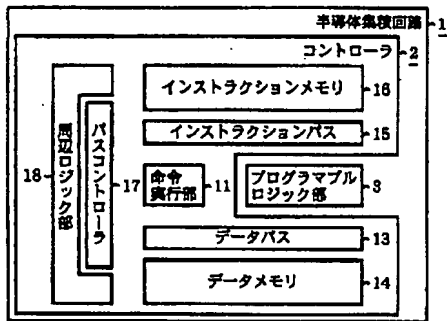 半導体集積回路 1
コントローラ 2
インストラクションメモリ 16
インストラクションバス 15
周辺ロジック部 18
バスコントローラ 17
命令
実行部 11
プログラマブル
ロジック部 3
データバス 13
データメモリ 14